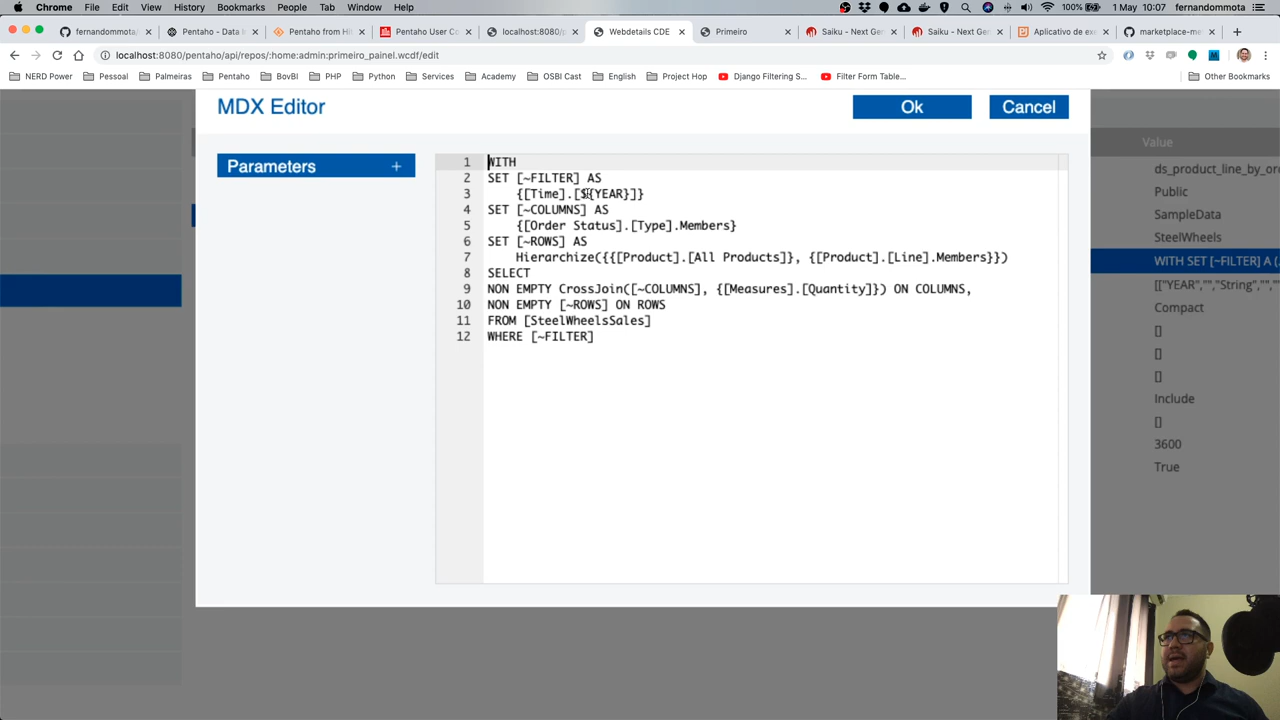 Chrome File Edit View History Bookmarks People Tab Window Help 100% 1 May 10:07 fernandommota
fernandommota/ Pentaho - Data Pentaho from Hi Pentaho User Co localhost:8080/p Webdetails CDE Primeiro Saiku - Next Gen Saiku - Next Gen Aplicativo de exe marketplace-me
localhost:8080/pentaho/api/repos/:home:admin:primeiro_painel.wcdf/edit
NERD Power Pessoal Palmeiras Pentaho BovBI PHP Python Services Academy OSBI Cast English Project Hop Django Filtering S... Filter Form Table... Other Bookmarks
MDX Editor
Ok
Cancel
Parameters +
1 WITH
2 SET [~FILTER] AS
3 {[Time].[${YEAR}]}
4 SET [~COLUMNS] AS
5 {[Order Status].[Type].Members}
6 SET [~ROWS] AS
7 Hierarchize({{[Product].[All Products]}, {[Product].[Line].Members}})
8 SELECT
9 NON EMPTY CrossJoin([~COLUMNS], {[Measures].[Quantity]}) ON COLUMNS,
10 NON EMPTY [~ROWS] ON ROWS
11 FROM [SteelWheelsSales]
12 WHERE [~FILTER]
Value
ds_product_line_by_or
Public
SampleData
SteelWheels
WITH SET [~FILTER] A (.
[["YEAR","","String","",""
Compact
[]
[]
[]
Include
[]
3600
True